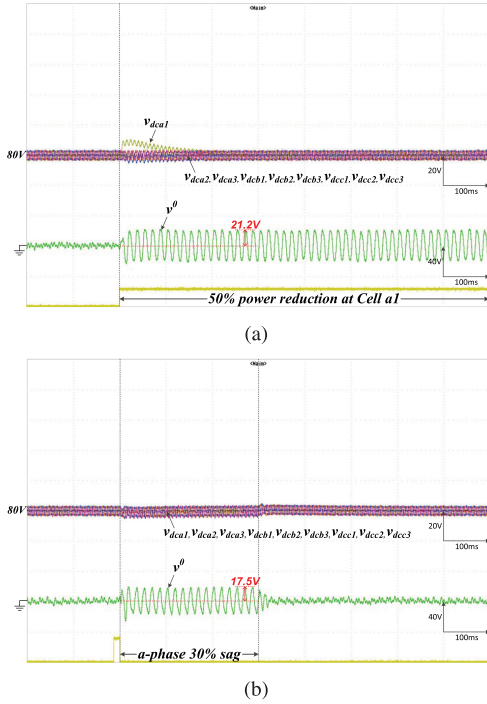 Main
v_dca1
80V
20V
v_dca2,v_dca3,v_dcb1,v_dcb2,v_dcb3,v_dcc1,v_dcc2,v_dcc3
100ms
v^0
21.2V
40V
50% power reduction at Cell a1
100ms
(a)
Main
80V
20V
v_dca1,v_dca2,v_dca3,v_dcb1,v_dcb2,v_dcb3,v_dcc1,v_dcc2,v_dcc3
100ms
v^0
17.5V
40V
100ms
a-phase 30% sag
(b)